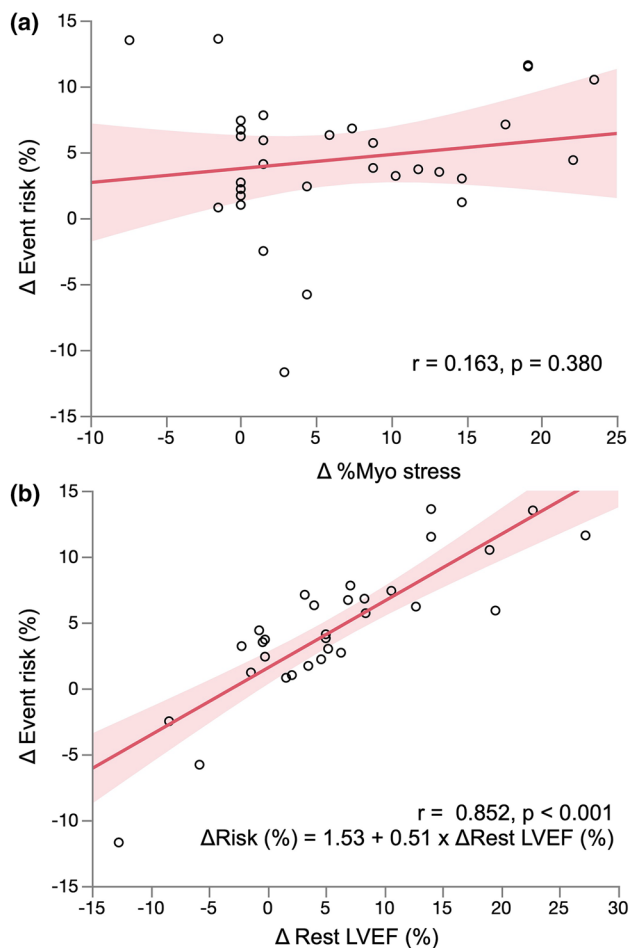 (a)
15
10
5
0
-5
-10
-15
Δ Event risk (%)
r = 0.163, p = 0.380
-10 -5 0 5 10 15 20 25
Δ %Myo stress
(b)
15
10
5
0
-5
-10
-15
Δ Event risk (%)
r = 0.852, p < 0.001
ΔRisk (%) = 1.53 + 0.51 x ΔRest LVEF (%)
-15 -10 -5 0 5 10 15 20 25 30
Δ Rest LVEF (%)